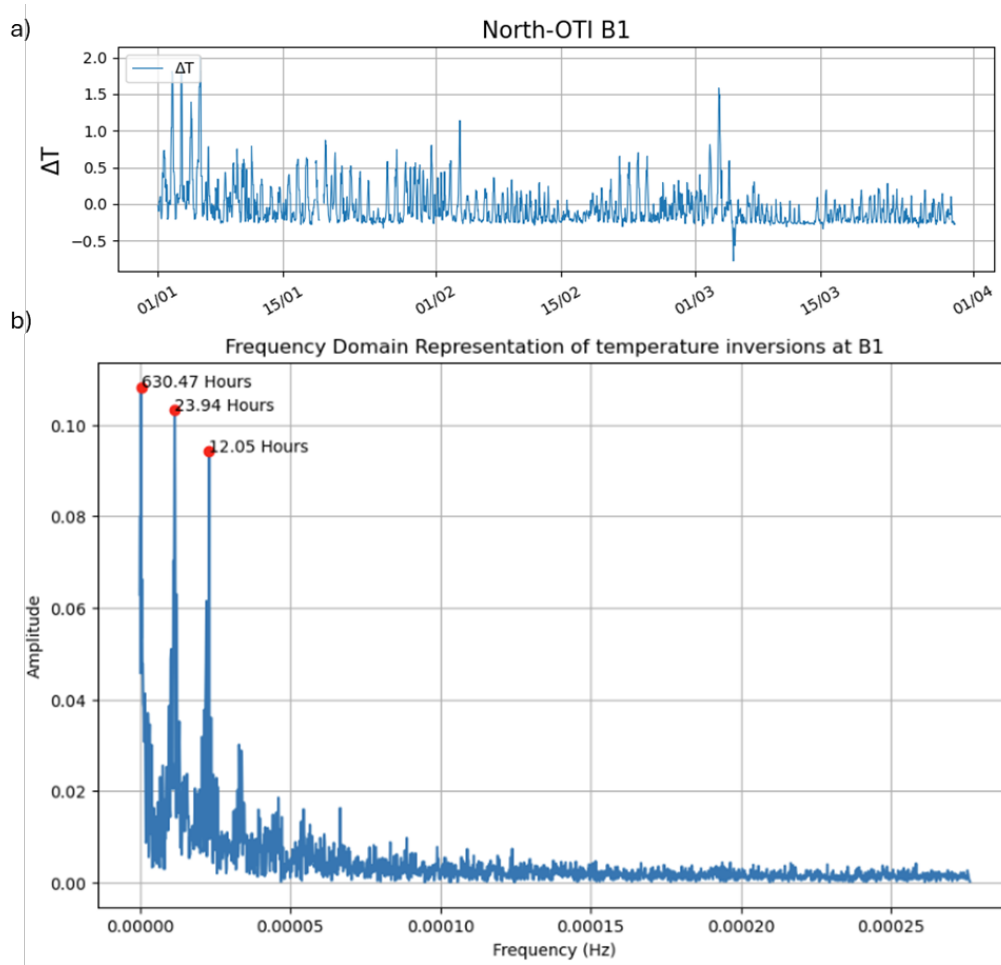 a)
North-OTI B1
ΔT
ΔT
2.0
1.5
1.0
0.5
0.0
−0.5
01/01
15/01
01/02
15/02
01/03
15/03
01/04
b)
Frequency Domain Representation of temperature inversions at B1
630.47 Hours
23.94 Hours
12.05 Hours
Amplitude
0.10
0.08
0.06
0.04
0.02
0.00
0.00000
0.00005
0.00010
0.00015
0.00020
0.00025
Frequency (Hz)